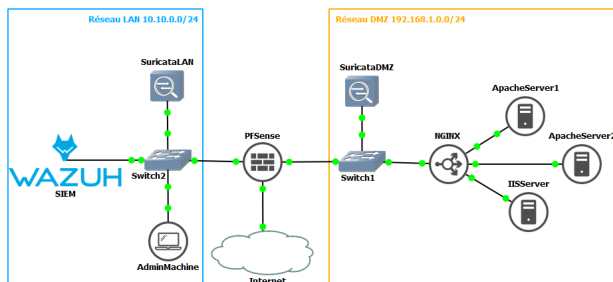 Réseau LAN 10.10.0.0/24
Réseau DMZ 192.168.1.0.0/24
SuricataLAN
SuricataDMZ
ApacheServer1
PFSense
NGINX
ApacheServer2
WAZUH
SIEM
Switch2
Switch1
IISServer
AdminMachine
Internet